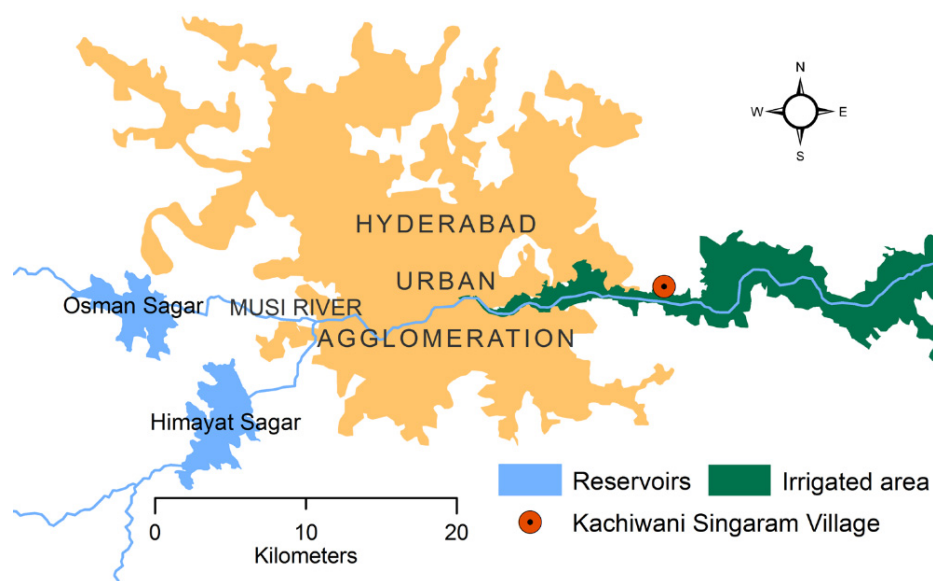 N
W E
S
HYDERABAD
URBAN
AGGLOMERATION
Osman Sagar
MUSI RIVER
Himayat Sagar
0 10 20
Kilometers
Reservoirs
Irrigated area
Kachiwani Singaram Village